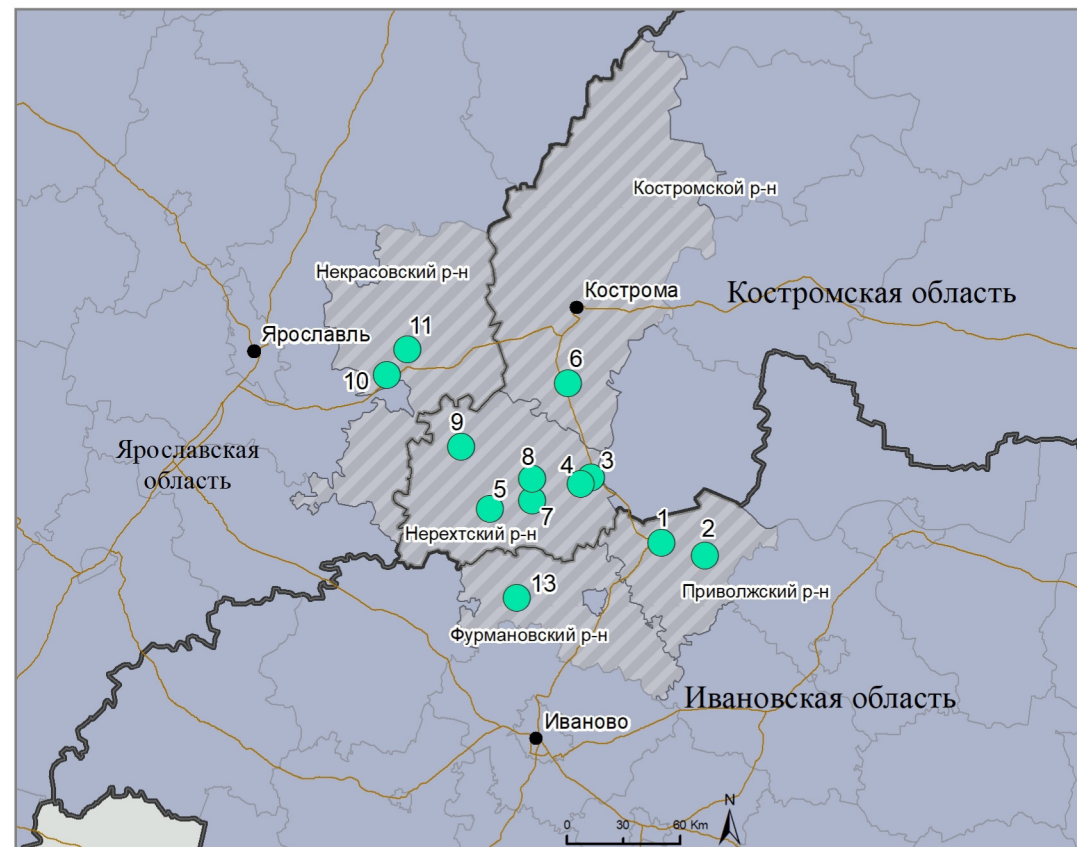 Костромской р-н
Некрасовский р-н
Кострома
Костромская область
Ярославль
11
10
6
9
Ярославская
область
8
4
3
5
7
Нерехтский р-н
1
2
13
Приволжский р-н
Фурмановский р-н
Ивановская область
Иваново
N
0 30 60 Km